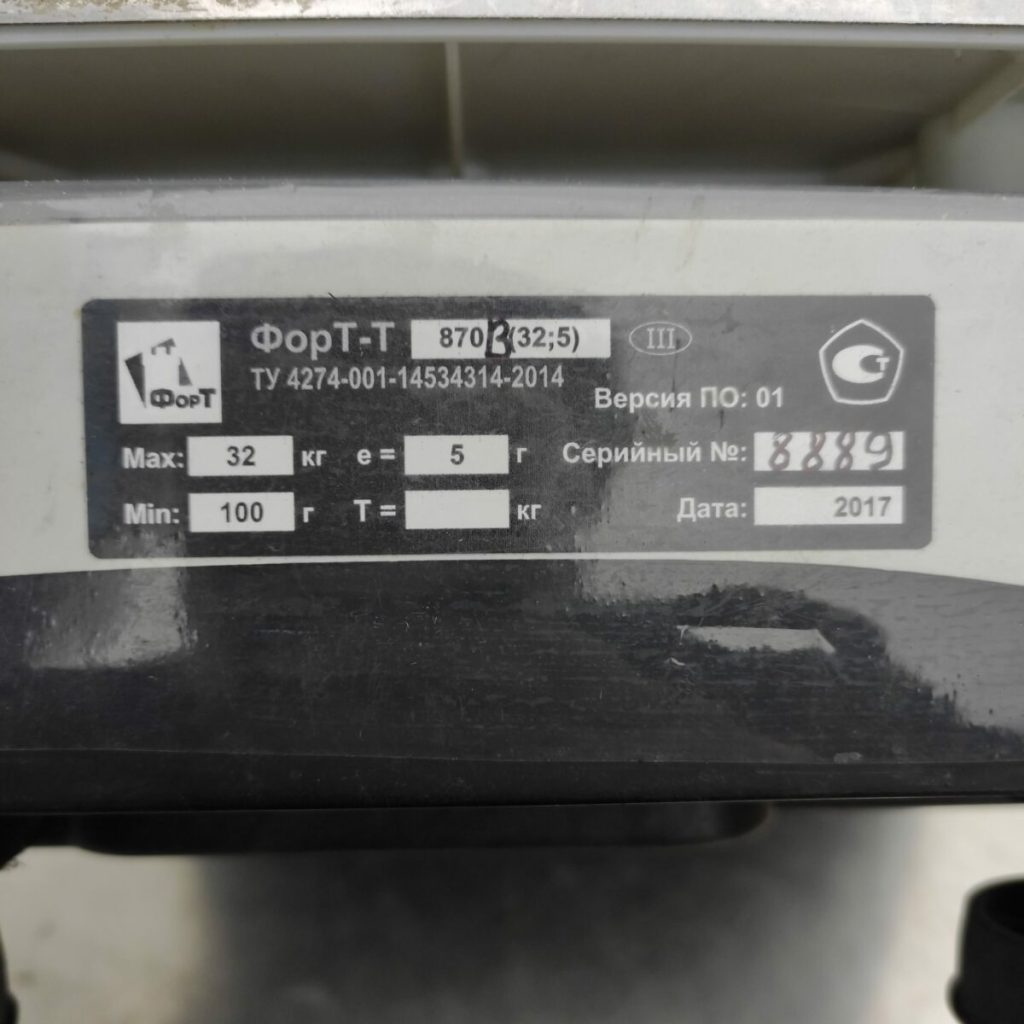 ФорТ
ФорТ-Т 870В(32;5) III
СТ
ТУ 4274-001-14534314-2014
Версия ПО: 01
Max: 32 кг e = 5 г Серийный №: 8889
Min: 100 г T = кг Дата: 2017